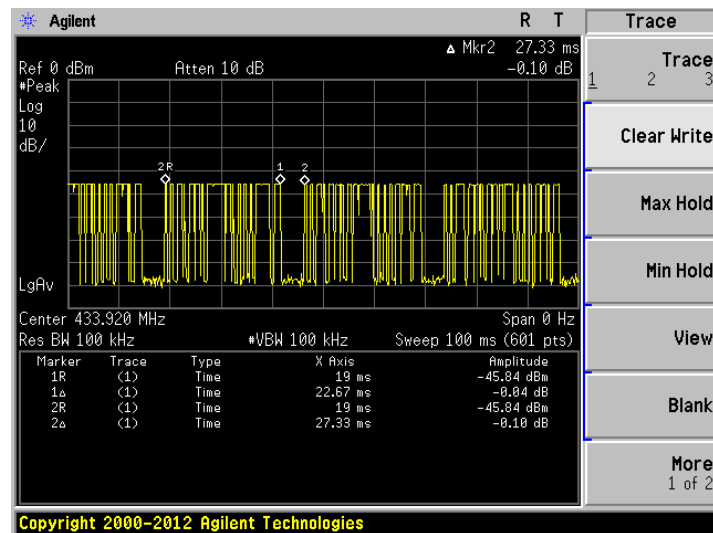 Agilent R T Trace
Δ Mkr2 27.33 ms
Ref 0 dBm Atten 10 dB -0.10 dB
#Peak
Log
10
dB/
2R 1 2
LgAv
Center 433.920 MHz Span 0 Hz
Res BW 100 kHz #VBW 100 kHz Sweep 100 ms (601 pts)
Marker Trace Type X Axis Amplitude
1R (1) Time 19 ms -45.84 dBm
1Δ (1) Time 22.67 ms -0.04 dB
2R (1) Time 19 ms -45.84 dBm
2Δ (1) Time 27.33 ms -0.10 dB
Trace
1 2 3
Clear Write
Max Hold
Min Hold
View
Blank
More
1 of 2
Copyright 2000-2012 Agilent Technologies